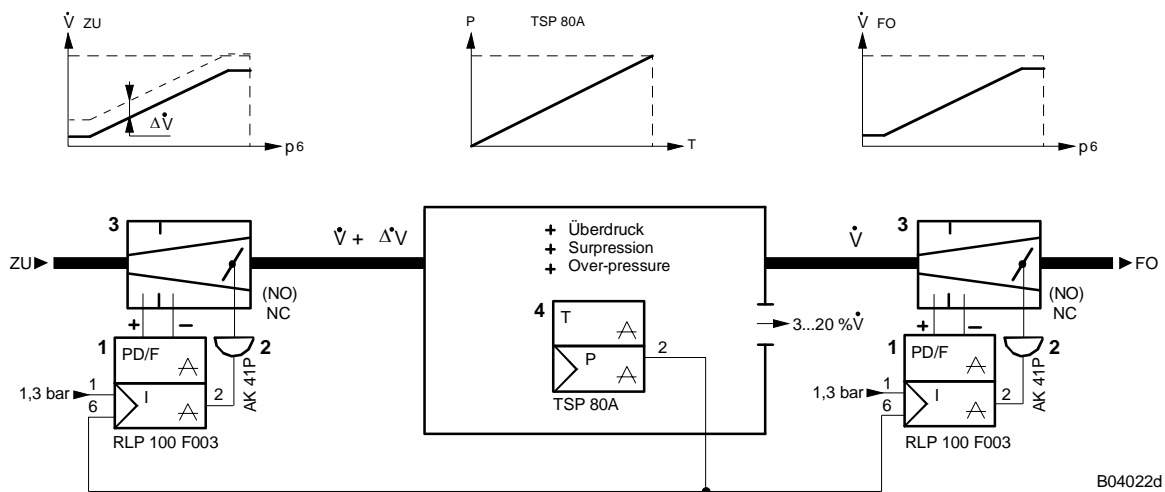 V̇ ZU
ΔV̇
p6
P
TSP 80A
T
V̇ FO
p6
3
ZU
(NO)
NC
V̇ + ΔV̇
+ Überdruck
+ Surpression
+ Over-pressure
4
T
P
2
TSP 80A
3...20 %V̇
V̇
3
FO
(NO)
NC
+
–
1
PD/F
2
AK 41P
1,3 bar
1
6
I
2
RLP 100 F003
+
–
1
PD/F
2
AK 41P
1,3 bar
1
6
I
2
RLP 100 F003
B04022d